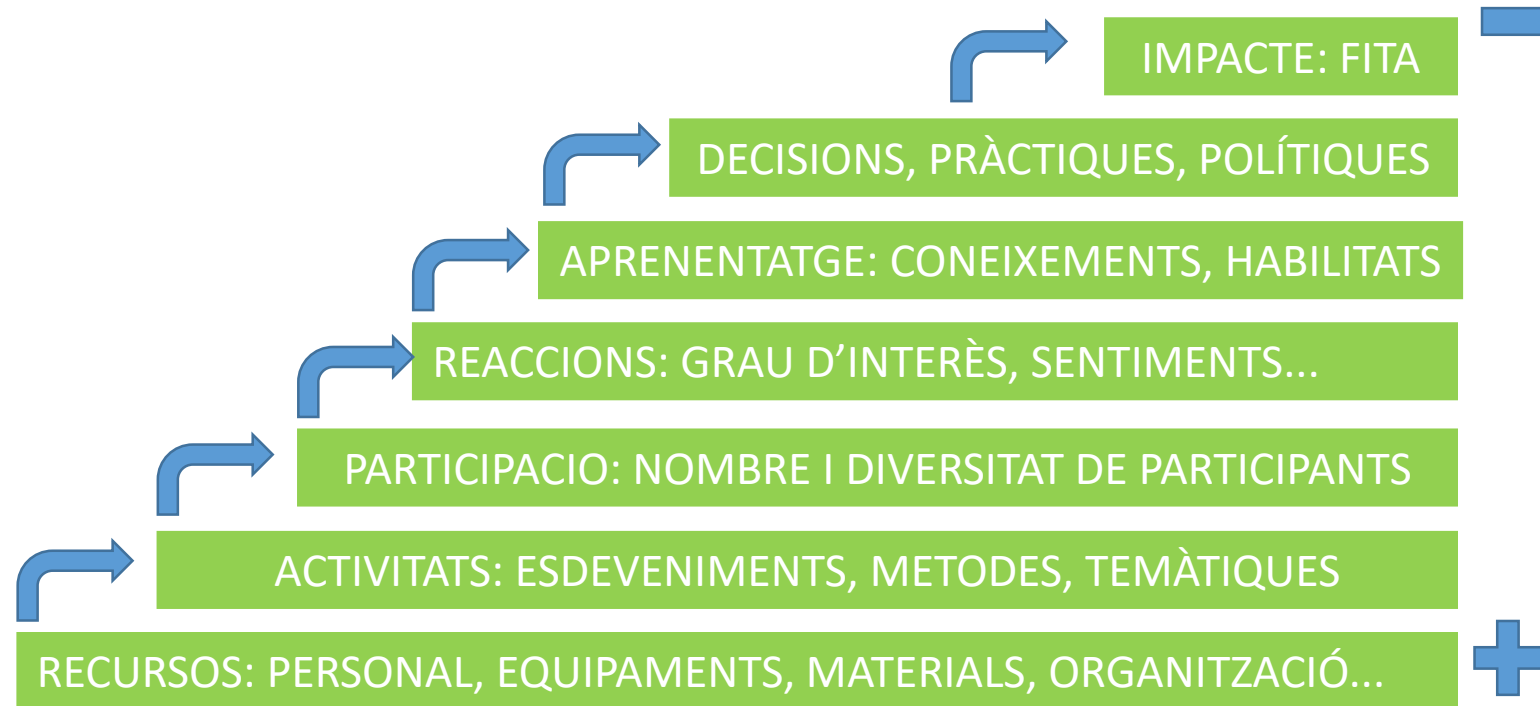 IMPACTE: FITA
DECISIONS, PRÀCTIQUES, POLÍTIQUES
APRENENTATGE: CONEIXEMENTS, HABILITATS
REACCIONS: GRAU D’INTERÈS, SENTIMENTS...
PARTICIPACIO: NOMBRE I DIVERSITAT DE PARTICIPANTS
ACTIVITATS: ESDEVENIMENTS, METODES, TEMÀTIQUES
RECURSOS: PERSONAL, EQUIPAMENTS, MATERIALS, ORGANITZACIÓ...